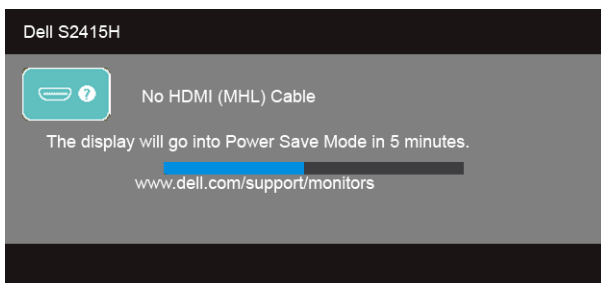 Dell S2415H
?
No HDMI (MHL) Cable
The display will go into Power Save Mode in 5 minutes.
www.dell.com/support/monitors